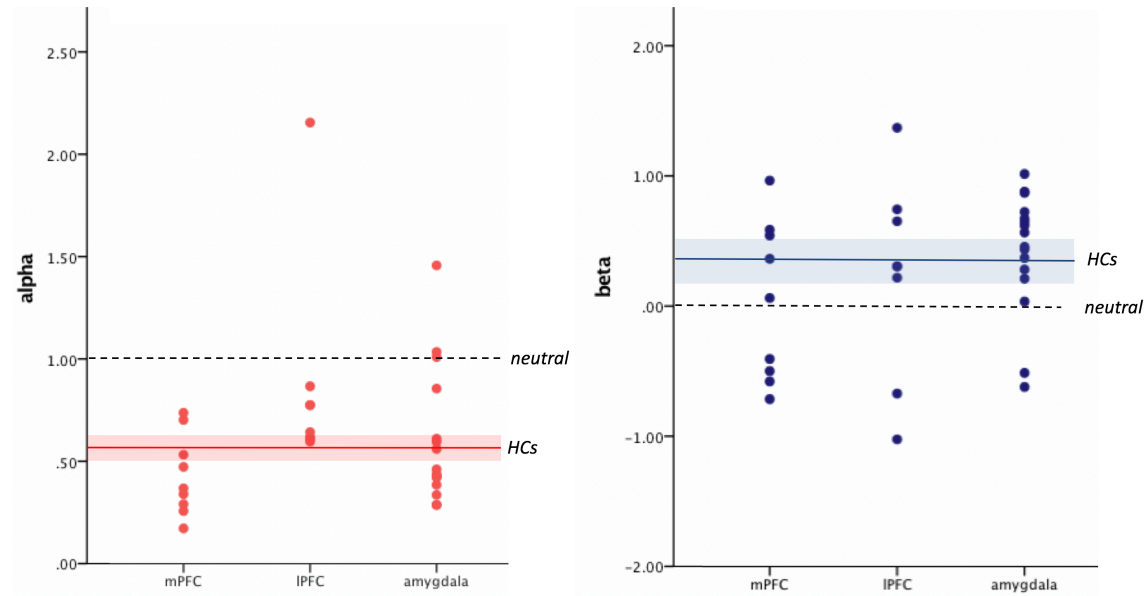 alpha
2.50
2.00
1.50
1.00
.50
.00
neutral
HCs
mPFC lPFC amygdala
beta
2.00
1.00
.00
-1.00
-2.00
HCs
neutral
mPFC lPFC amygdala